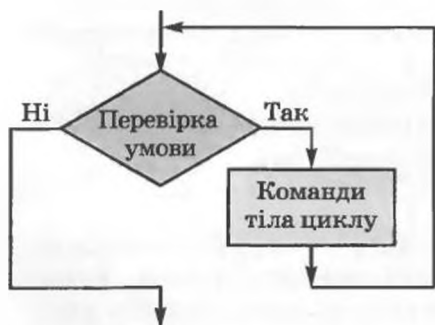 Ні
Перевірка
умови
Так
Команди
тіла циклу